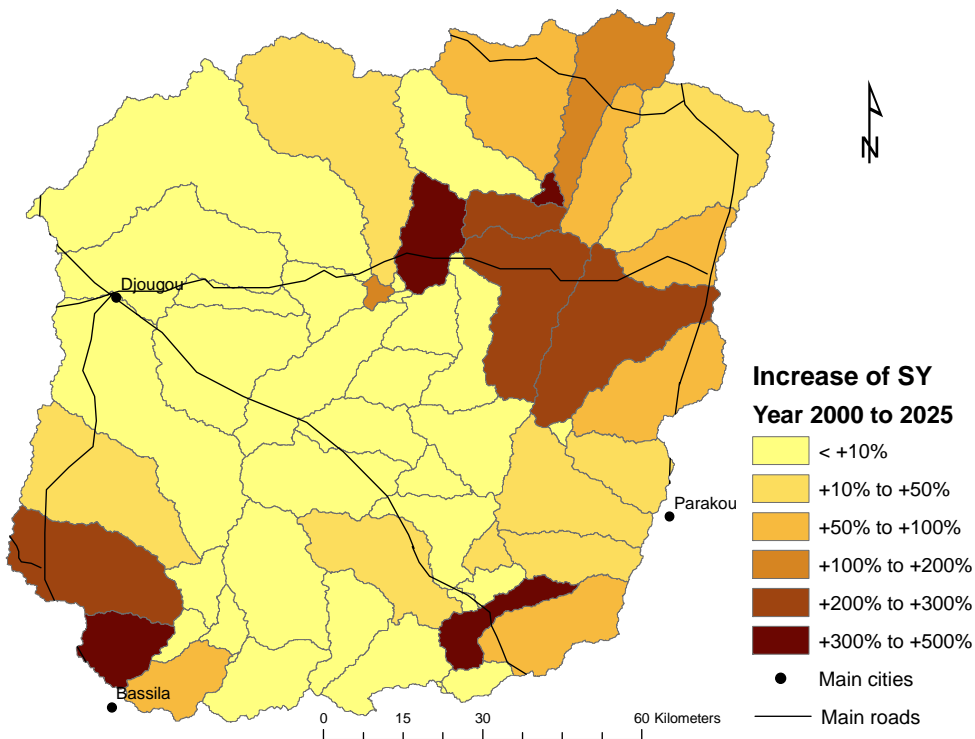 N
Djougou
Increase of SY
Year 2000 to 2025
< +10%
+10% to +50%
Parakou
+50% to +100%
+100% to +200%
+200% to +300%
+300% to +500%
Main cities
Bassila
Main roads
0 15 30 60 Kilometers